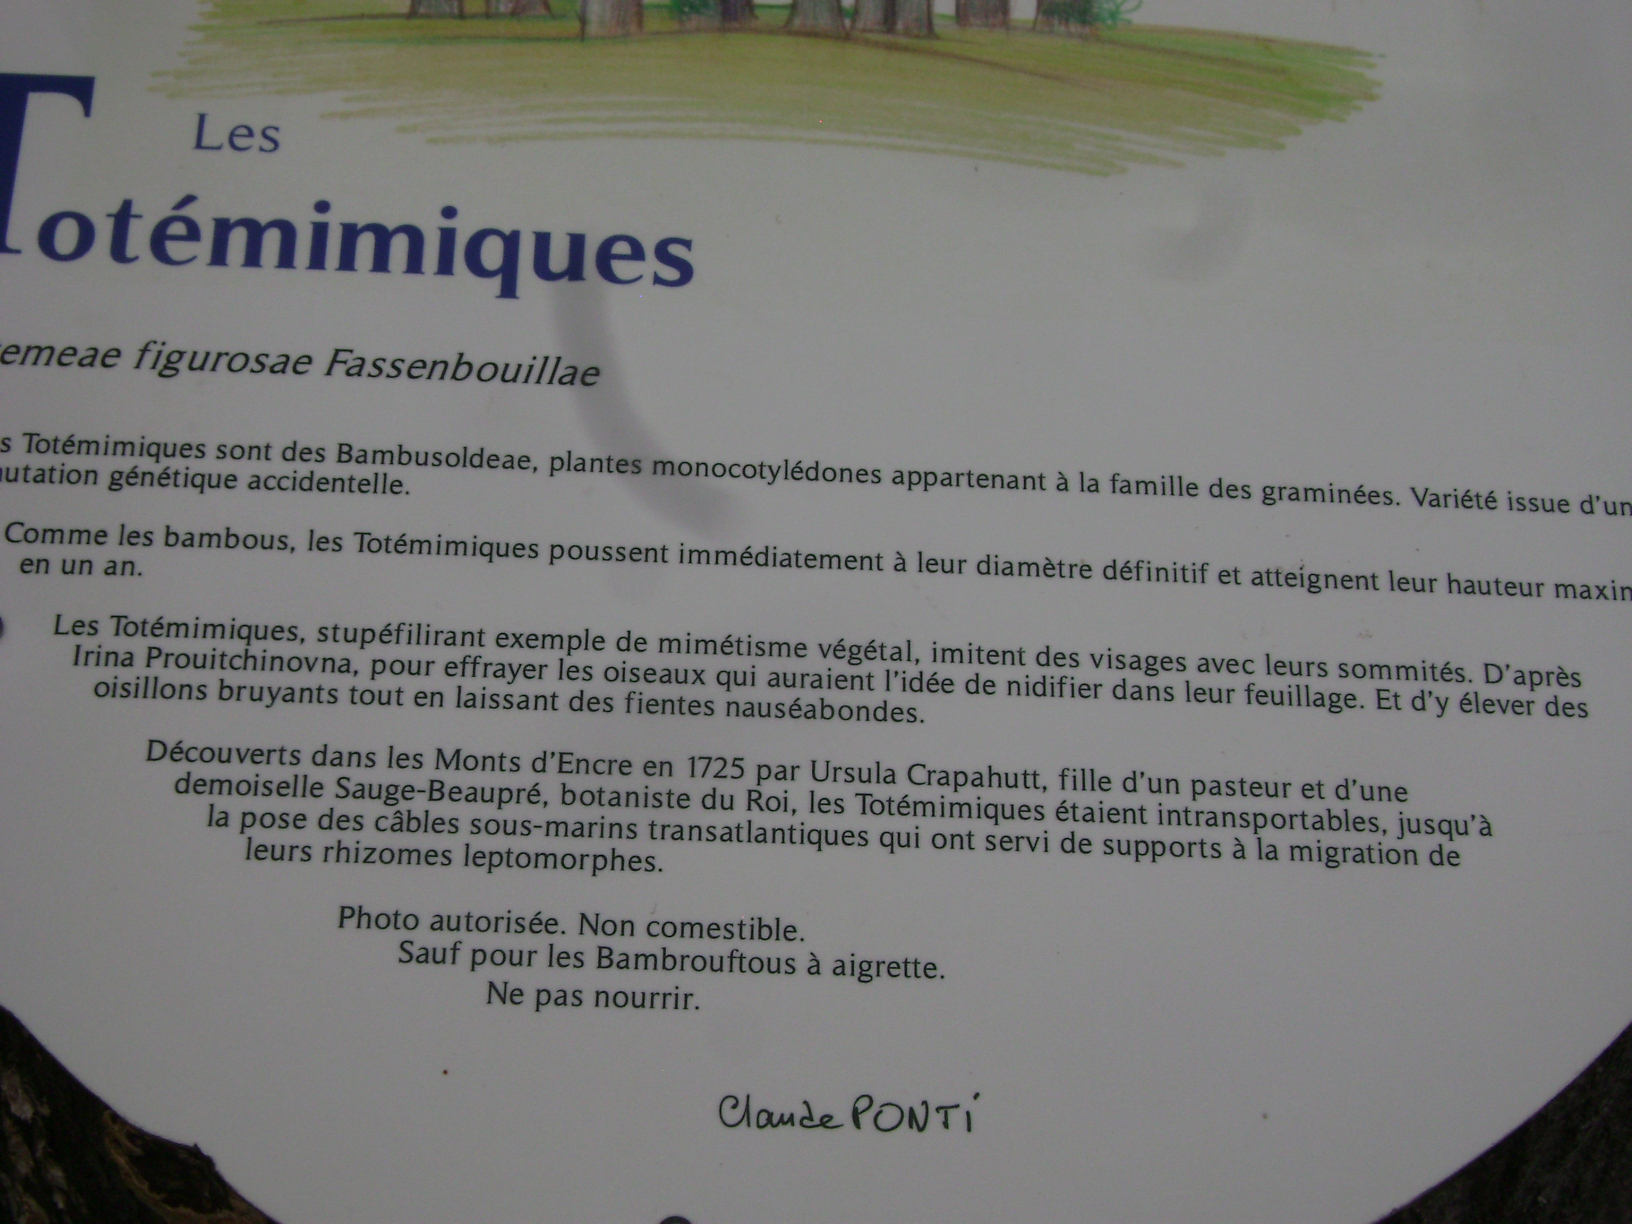 Les
Totémimiques
figurosae Fassenbouillae
Totémimiques sont des Bambusoldeae, plantes monocotylédones appartenant à la famille des graminées. Variété issue d'un
génétique accidentelle.
Comme les bambous, les Totémimiques poussent immédiatement à leur diamètre définitif et atteignent leur hauteur
en un an.
Les Totémimiques, stupéfilirant exemple de mimétisme végétal, imitent des visages avec leurs sommités. D'après
Irina Prouitchinovna, pour effrayer les oiseaux qui auraient l'idée de nidifier dans leur feuillage. Et d'y élever des
oisillons bruyants tout en laissant des fientes nauséabondes.
Découverts dans les Monts d'Encre en 1725 par Ursula Crapahutt, fille d'un pasteur et d'une
demoiselle Sauge-Beaupré, botaniste du Roi, les Totémimiques étaient intransportables, jusqu'à
la pose des câbles sous-marins transatlantiques qui ont servi de supports à la migration de
leurs rhizomes leptomorphes.
Photo autorisée. Non comestible.
Sauf pour les Bambrouftous à aigrette.
Ne pas nourrir.
Claude PONTi